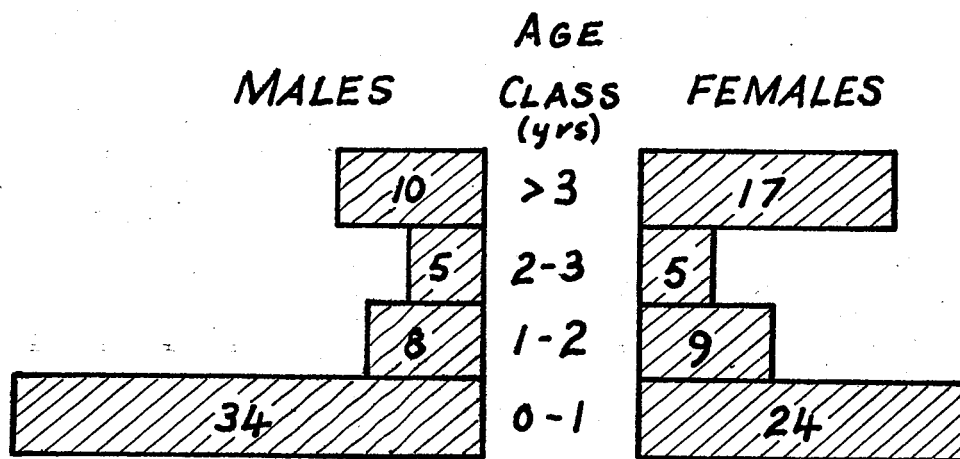 AGE
MALES CLASS FEMALES
(yrs)
10 >3 17
5 2-3 5
8 1-2 9
34 0-1 24